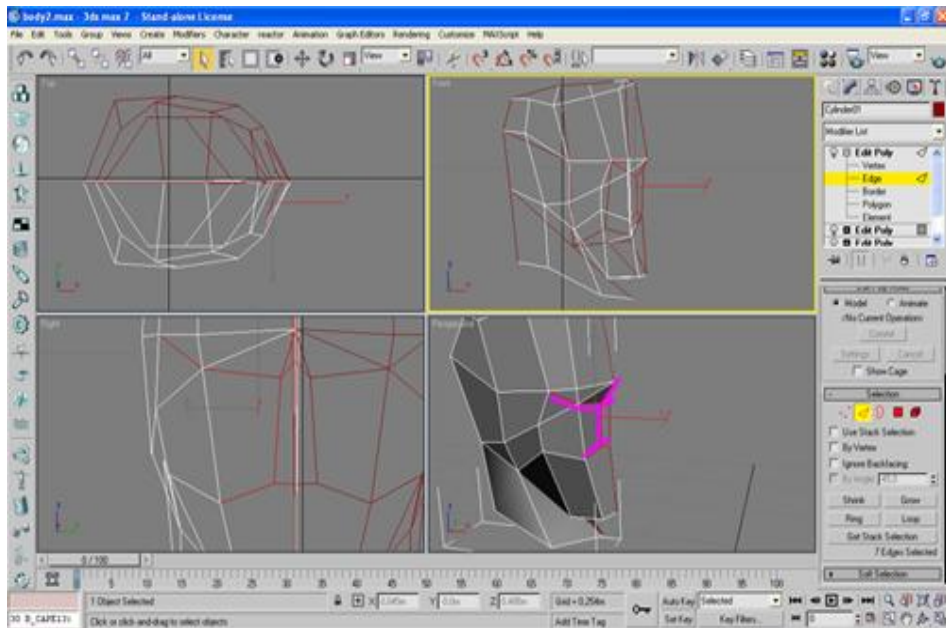 body2.max - 3ds max 7 - Stand-alone License
File Edit Tools Group Views Create Modifiers Character reactor Animation Graph Editors Rendering Customize MAXScript Help
All
View
View
Top
Front
Cylinder01
Modifier List
Edit Poly
Vertex
Edge
Border
Polygon
Element
Edit Poly
Edit Poly
Model Animate
<No Current Operation>
Commit
Settings Cancel
Show Cage
Right
Perspective
Selection
Use Stack Selection
By Vertex
Ignore Backfacing
By Angle 45.0
Shrink Grow
Ring Loop
Get Stack Selection
7 Edges Selected
Soft Selection
0 / 100
5 10 15 20 25 30 35 40 45 50 55 60 65 70 75 80 85 90 95 100
1 Object Selected X Y Z Grid = 0.254m Auto Key Selected
Click or click-and-drag to select objects Add Time Tag Set Key Key Filters... 0